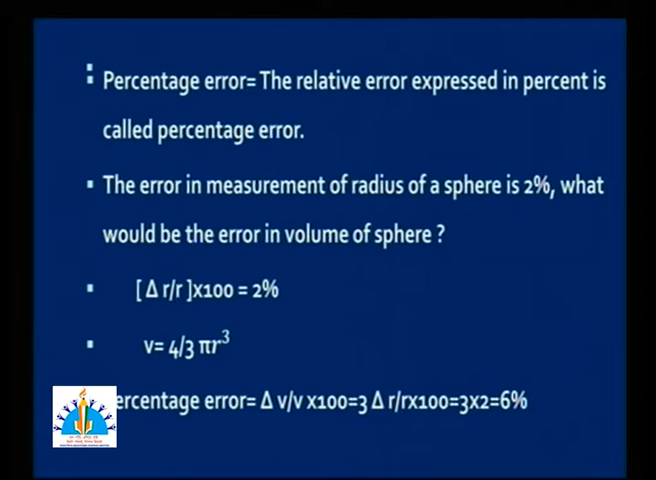 Percentage error= The relative error expressed in percent is
called percentage error.
The error in measurement of radius of a sphere is 2%, what
would be the error in volume of sphere ?
[ Δ r/r ]x100 = 2%
v= 4/3 πr³
ercentage error= Δ v/v x100=3 Δ r/rx100=3x2=6%